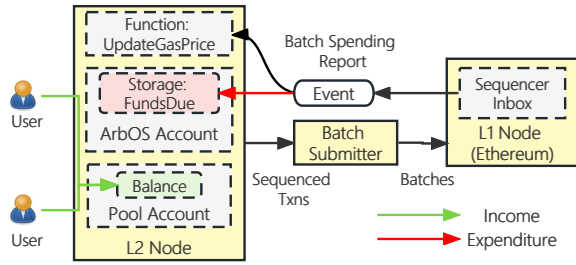 Function:
UpdateGasPrice
Batch Spending
Report
Storage:
FundsDue
Event
Sequencer
Inbox
User
ArbOS Account
L1 Node
(Ethereum)
Batch
Submitter
Sequenced
Txns
Batches
Balance
Pool Account
User
L2 Node
Income
Expenditure